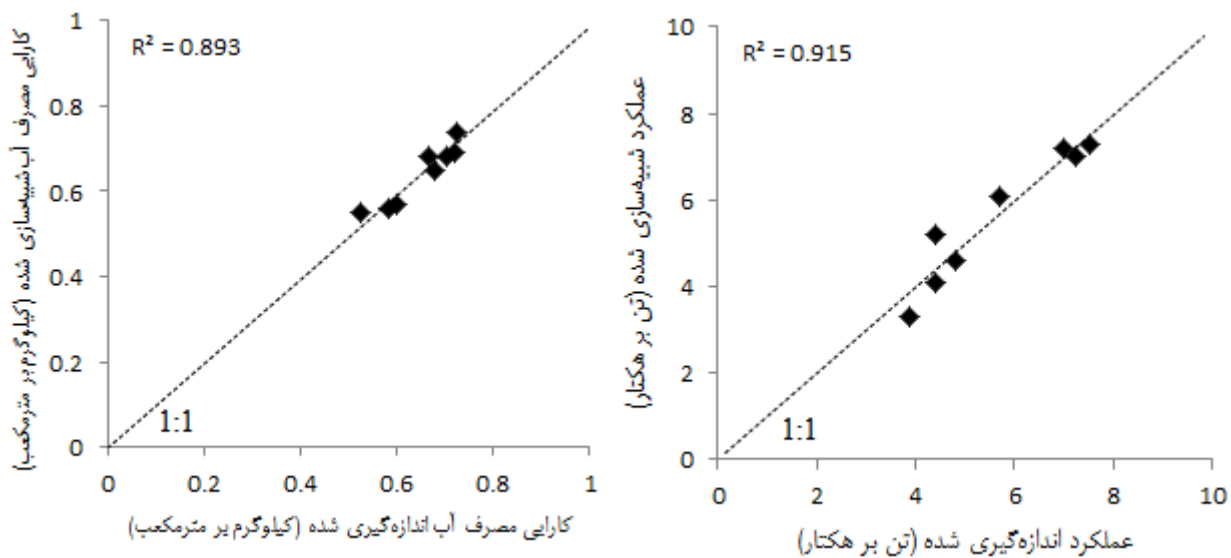 کارایی مصرف آب شبیه‌سازی شده (کیلوگرم بر مترمکعب)
1
0.8
0.6
0.4
0.2
0
R² = 0.893
1:1
0 0.2 0.4 0.6 0.8 1
کارایی مصرف آب اندازه‌گیری شده (کیلوگرم بر مترمکعب)
عملکرد شبیه‌سازی شده (تن بر هکتار)
10
8
6
4
2
0
R² = 0.915
1:1
0 2 4 6 8 10
عملکرد اندازه‌گیری شده (تن بر هکتار)